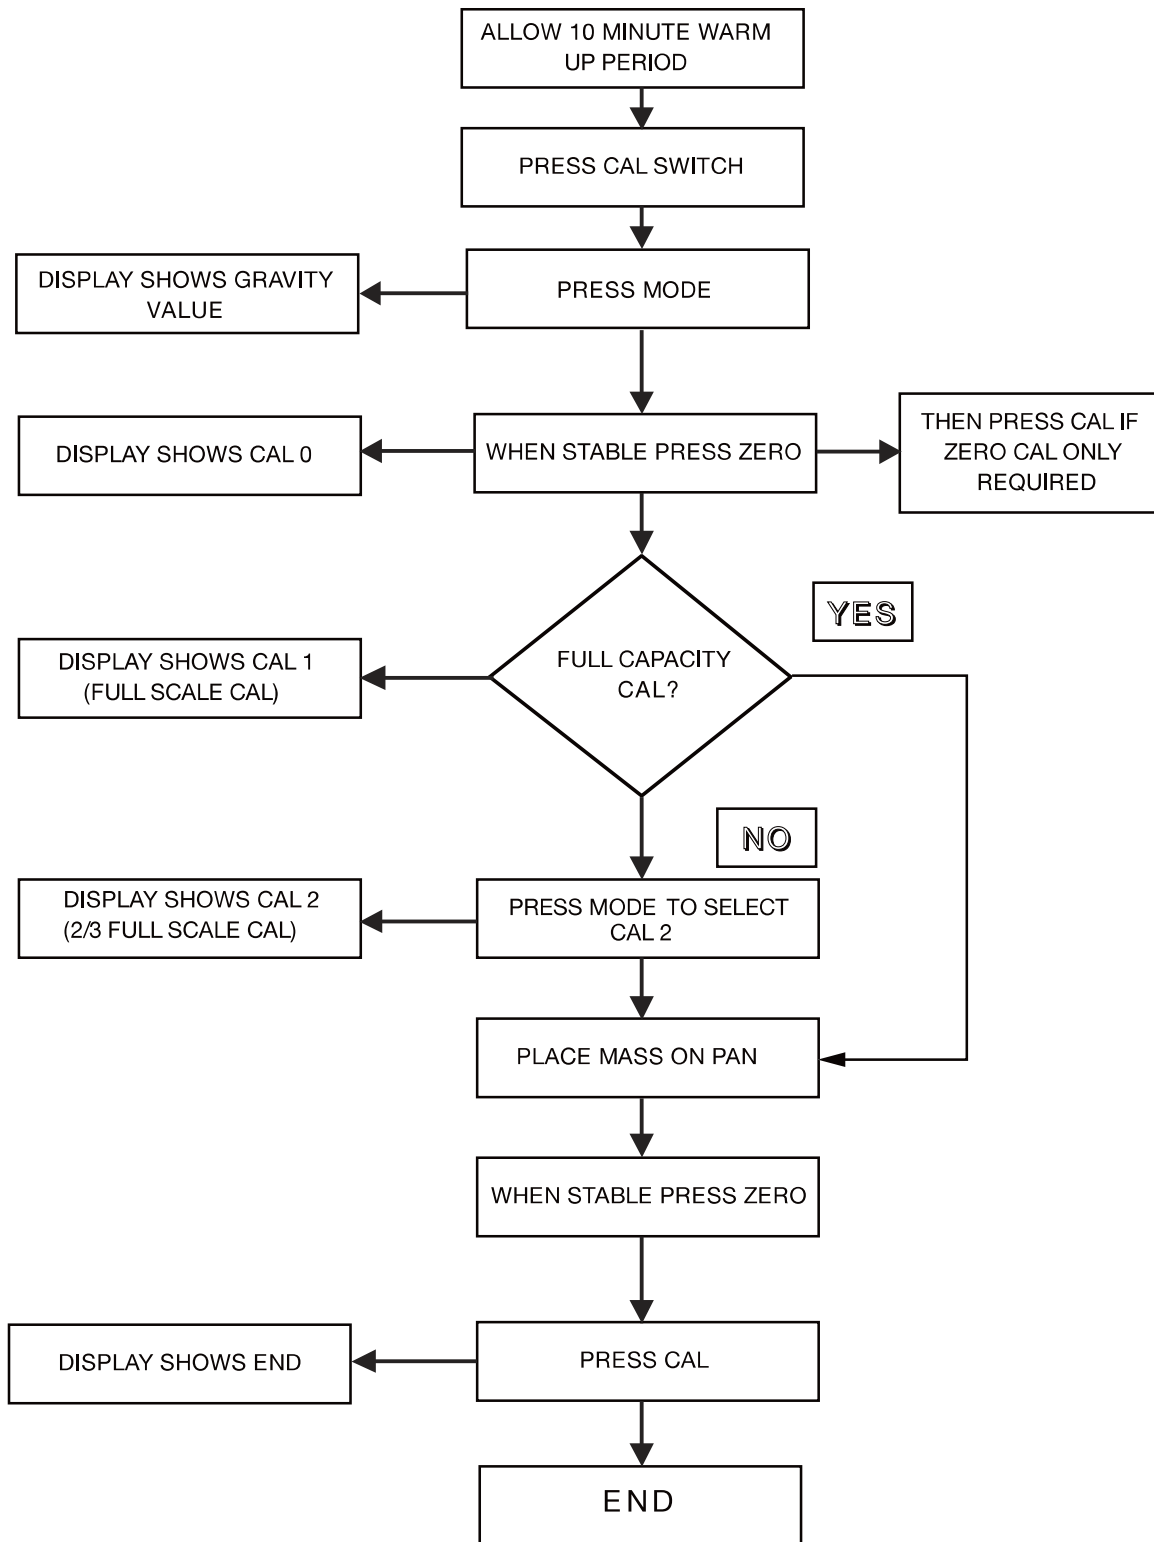 ALLOW 10 MINUTE WARM
UP PERIOD
PRESS CAL SWITCH
DISPLAY SHOWS GRAVITY
VALUE
PRESS MODE
DISPLAY SHOWS CAL 0
WHEN STABLE PRESS ZERO
THEN PRESS CAL IF
ZERO CAL ONLY
REQUIRED
YES
DISPLAY SHOWS CAL 1
(FULL SCALE CAL)
FULL CAPACITY
CAL?
NO
DISPLAY SHOWS CAL 2
(2/3 FULL SCALE CAL)
PRESS MODE TO SELECT
CAL 2
PLACE MASS ON PAN
WHEN STABLE PRESS ZERO
DISPLAY SHOWS END
PRESS CAL
END